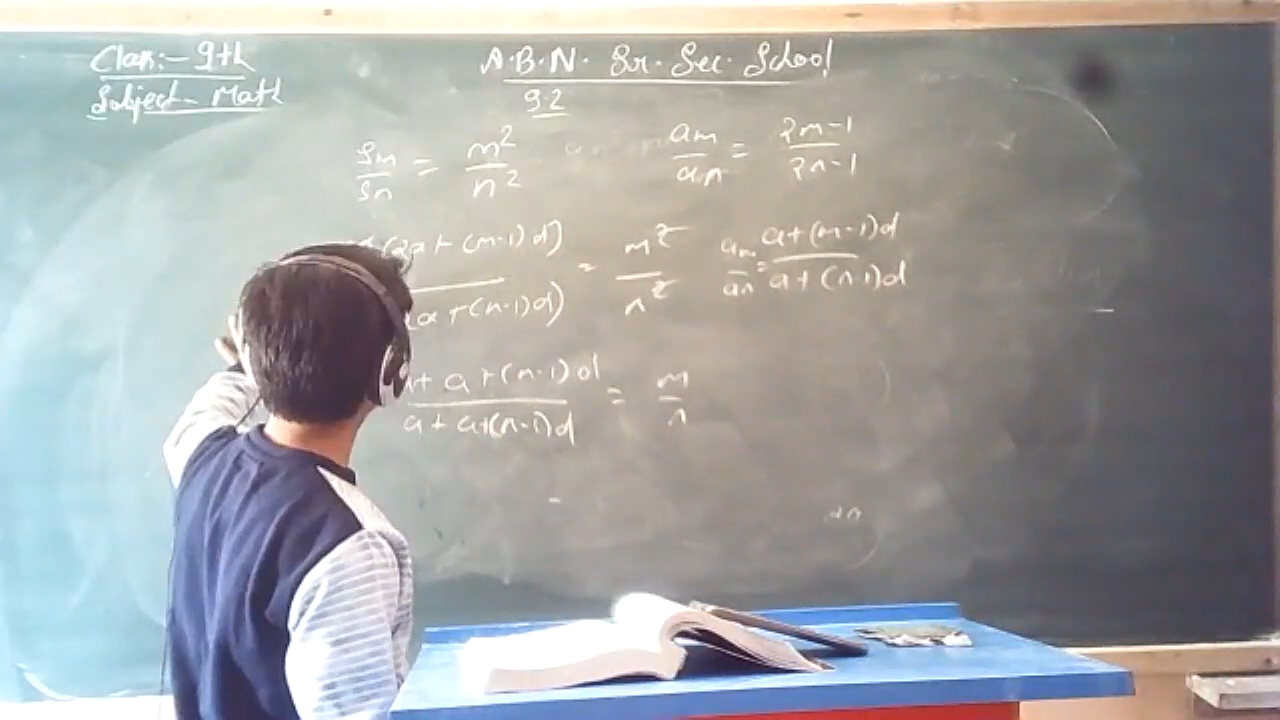 Class:- 9th
Subject- Math
A.B.N. Sr. Sec. School
9.2
Sm/Sn = m²/n²
am/an = 2m-1/2n-1
(2a + (m-1) d) / a + (n-1) d) = m²/n²
am/an = a + (m-1) d / a + (n-1) d
+ a + (m-1) d / a + a + (n-1) d = m/n